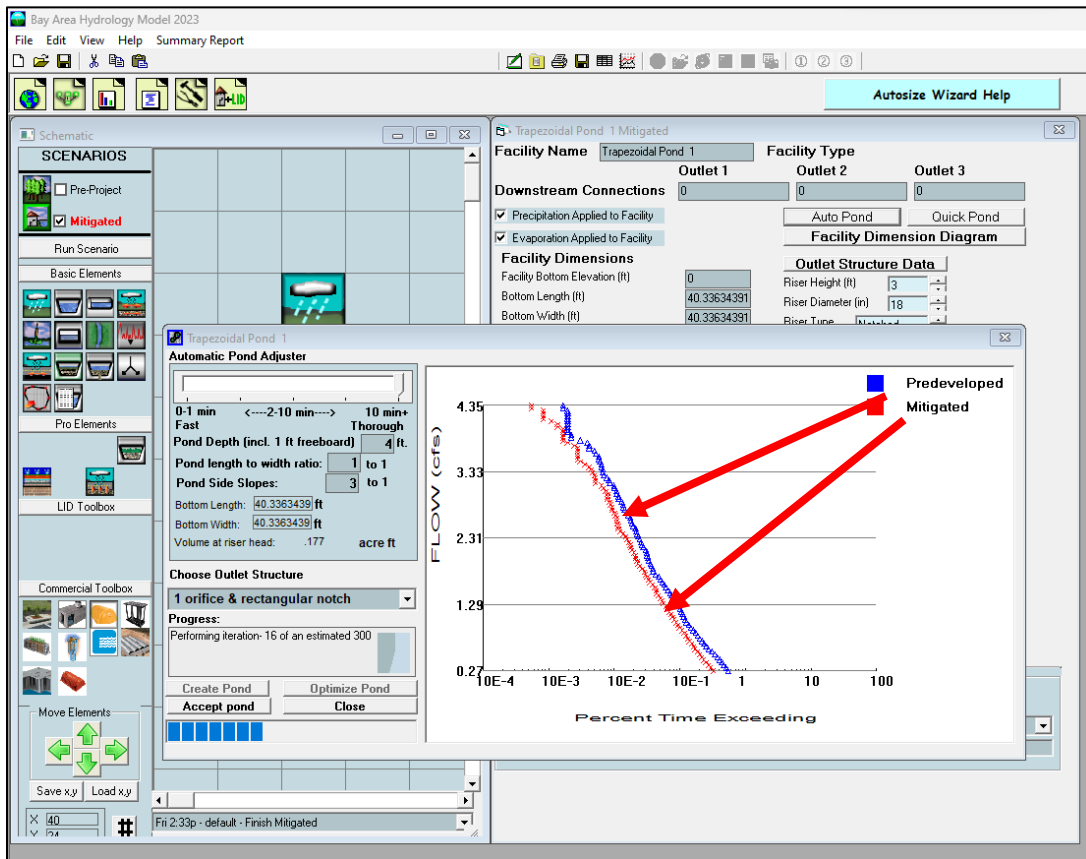 Bay Area Hydrology Model 2023
File Edit View Help Summary Report
Autosize Wizard Help
Schematic
SCENARIOS
Pre-Project
Mitigated
Run Scenario
Basic Elements
Pro Elements
LID Toolbox
Commercial Toolbox
Move Elements
Save x,y Load x,y
X 40
Y 24
#
Fri 2:33p - default - Finish Mitigated
Trapezoidal Pond 1 Mitigated
Facility Name Trapezoidal Pond 1 Facility Type
Outlet 1 Outlet 2 Outlet 3
Downstream Connections 0 0 0
Precipitation Applied to Facility Auto Pond Quick Pond
Evaporation Applied to Facility Facility Dimension Diagram
Facility Dimensions Outlet Structure Data
Facility Bottom Elevation (ft) 0 Riser Height (ft) 3
Bottom Length (ft) 40.33634391 Riser Diameter (in) 18
Bottom Width (ft) 40.33634391 Riser Type Notched
Trapezoidal Pond 1
Automatic Pond Adjuster
0-1 min <----2-10 min----> 10 min+
Fast Thorough
Pond Depth (incl. 1 ft freeboard) 4 ft.
Pond length to width ratio: 1 to 1
Pond Side Slopes: 3 to 1
Bottom Length: 40.3363439 ft
Bottom Width: 40.3363439 ft
Volume at riser head: .177 acre ft
Choose Outlet Structure
1 orifice & rectangular notch
Progress:
Performing iteration- 16 of an estimated 300
Create Pond Optimize Pond
Accept pond Close
Predeveloped
Mitigated
FLOW (cfs)
4.35
3.33
2.31
1.29
0.27
10E-4 10E-3 10E-2 10E-1 1 10 100
Percent Time Exceeding